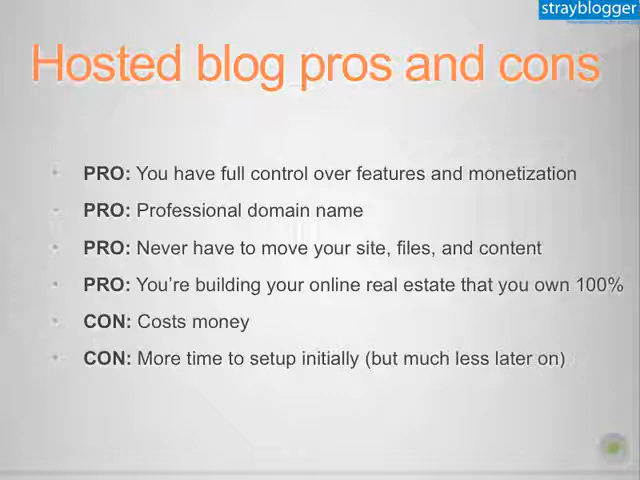 strayblogger
Hosted blog pros and cons
PRO: You have full control over features and monetization
PRO: Professional domain name
PRO: Never have to move your site, files, and content
PRO: You're building your online real estate that you own 100%
CON: Costs money
CON: More time to setup initially (but much less later on)